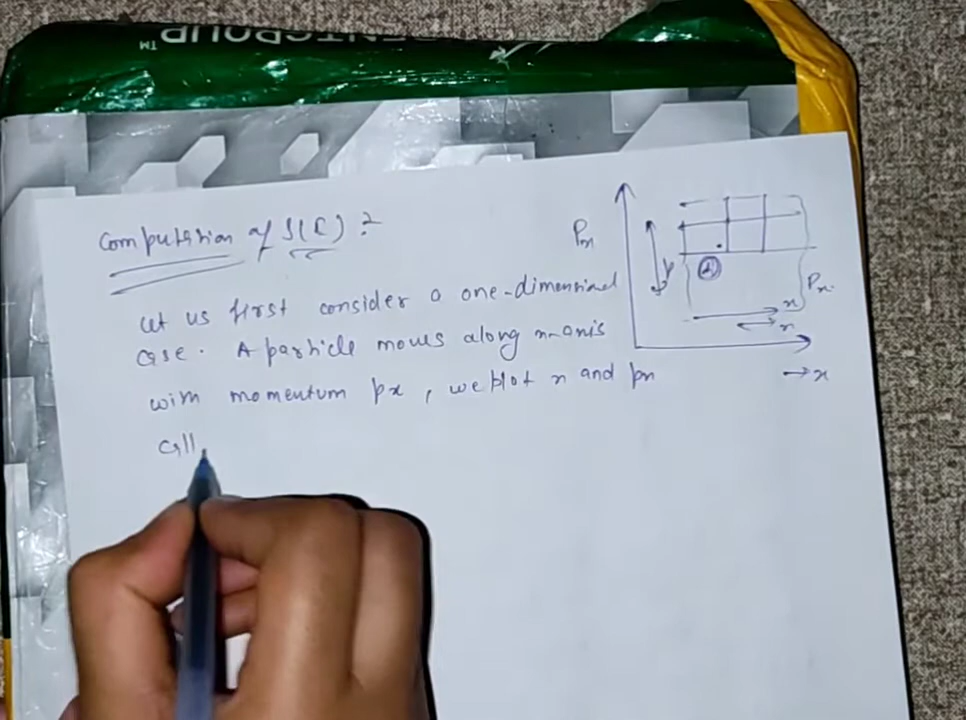 Computation of S(E) :-
Let us first consider a one-dimensional
case. A particle moves along x-axis
with momentum px , we plot x and px
call
Px
Px
x
x
→ x
TM